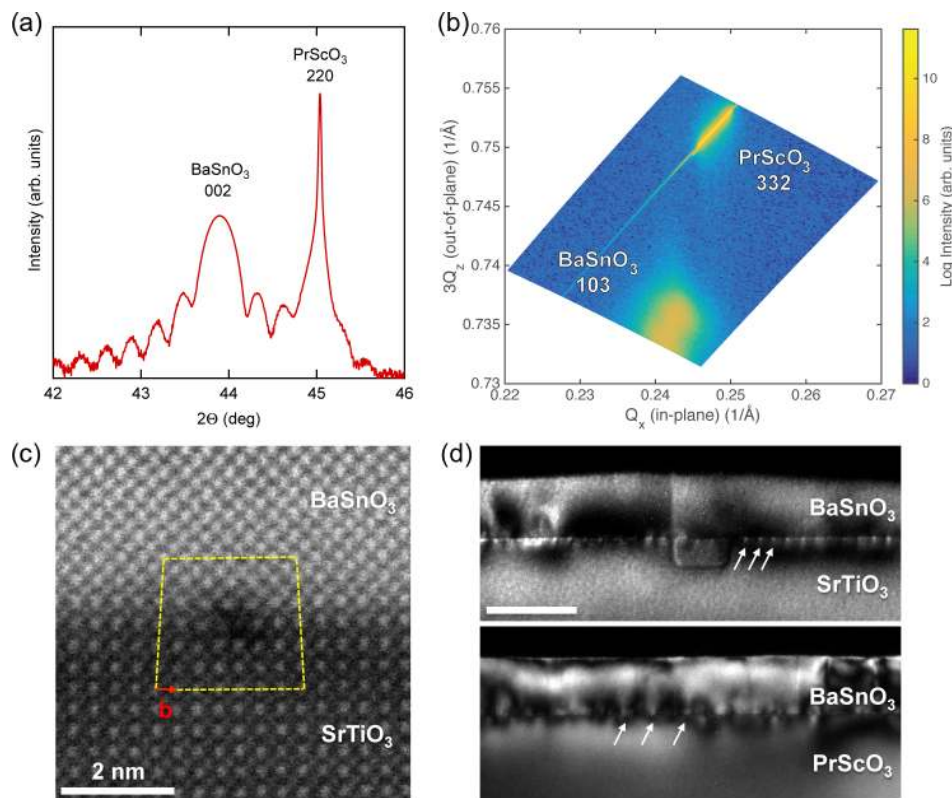 (a)
PrScO₃
220
BaSnO₃
002
Intensity (arb. units)
42 43 44 45 46
2Θ (deg)
(b)
0.76
0.755
0.75
0.745
0.74
0.735
0.73
3Q_z (out-of-plane) (1/Å)
PrScO₃
332
BaSnO₃
103
0.22 0.23 0.24 0.25 0.26 0.27
Q_x (in-plane) (1/Å)
10
8
6
4
2
0
Log Intensity (arb. units)
(c)
BaSnO₃
b
SrTiO₃
2 nm
(d)
BaSnO₃
SrTiO₃
BaSnO₃
PrScO₃